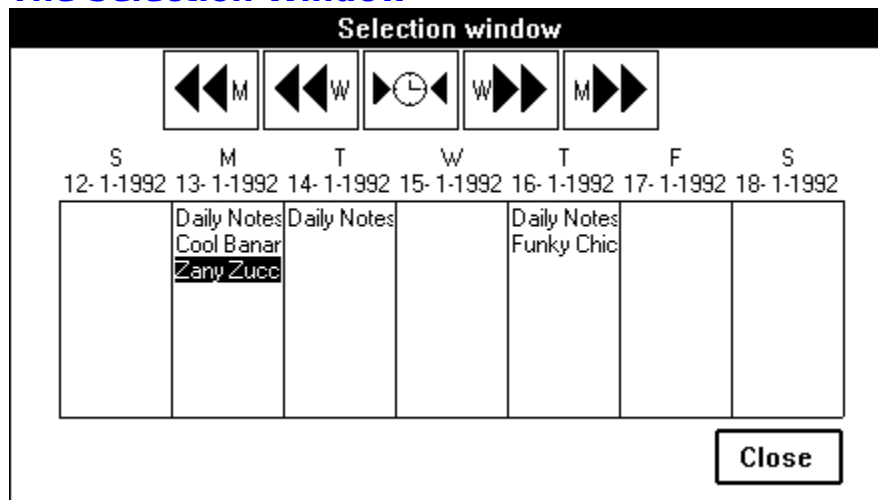 The Selection Window
Selection window
M W W M
S M T W T F S
12- 1-1992 13- 1-1992 14- 1-1992 15- 1-1992 16- 1-1992 17- 1-1992 18- 1-1992
Daily Notes Daily Notes Daily Notes
Cool Banar Funky Chic
Zany Zucc
Close